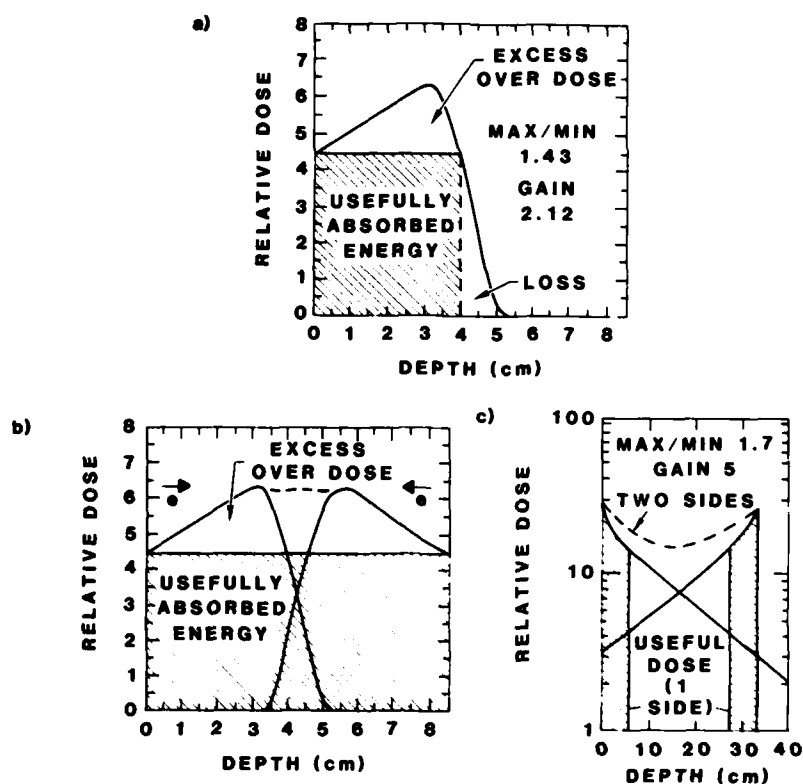 a)
RELATIVE DOSE
8
7
6
5
4
3
2
1
0
EXCESS
OVER DOSE
MAX/MIN
1.43
GAIN
2.12
USEFULLY
ABSORBED
ENERGY
LOSS
0 1 2 3 4 5 6 7 8
DEPTH (cm)
b)
RELATIVE DOSE
8
7
6
5
4
3
2
1
0
EXCESS
OVER DOSE
e
e
USEFULLY
ABSORBED
ENERGY
0 1 2 3 4 5 6 7 8
DEPTH (cm)
c)
RELATIVE DOSE
100
10
1
MAX/MIN 1.7
GAIN 5
TWO SIDES
USEFUL
DOSE
(1
SIDE)
0 10 20 30 40
DEPTH (cm)